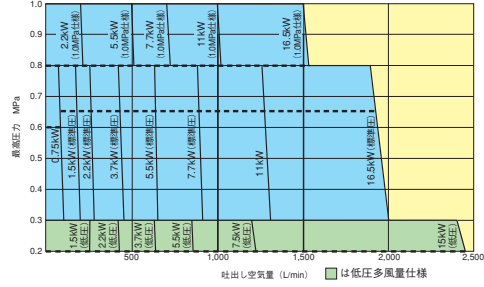 1.0
0.9
0.8
0.7
0.6
0.5
0.4
0.3
0.2
最高圧力 MPa
2.2kW
(1.0MPa仕様)
5.5kW
(1.0MPa仕様)
7.7kW
(1.0MPa仕様)
11kW
(1.0MPa仕様)
16.5kW
(1.0MPa仕様)
0.75kW
1.5kW(標準圧)
2.2kW(標準圧)
3.7kW(標準圧)
5.5kW(標準圧)
7.7kW(標準圧)
11kW
16.5kW(標準圧)
1.5kW
(低圧)
2.2kW
(低圧)
3.7kW
(低圧)
5.5kW
(低圧)
7.5kW
(低圧)
15kW
(低圧)
500
1,000
1,500
2,000
2,500
吐出し空気量(L/min)
は低圧多風量仕様